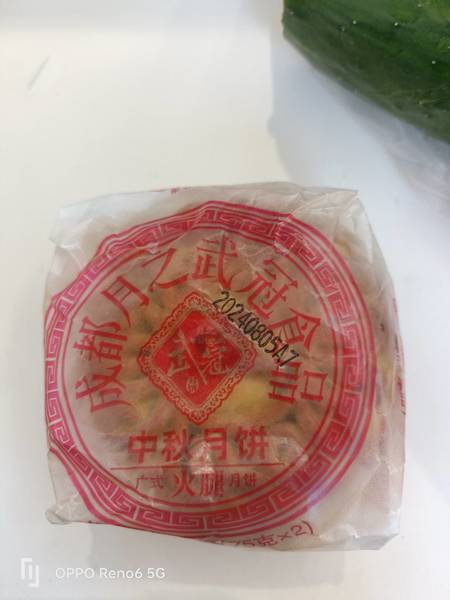 成都月之武冠食品
20240805A7
武冠
中秋月饼
广式火腿月饼
75克×2)
OPPO Reno6 5G